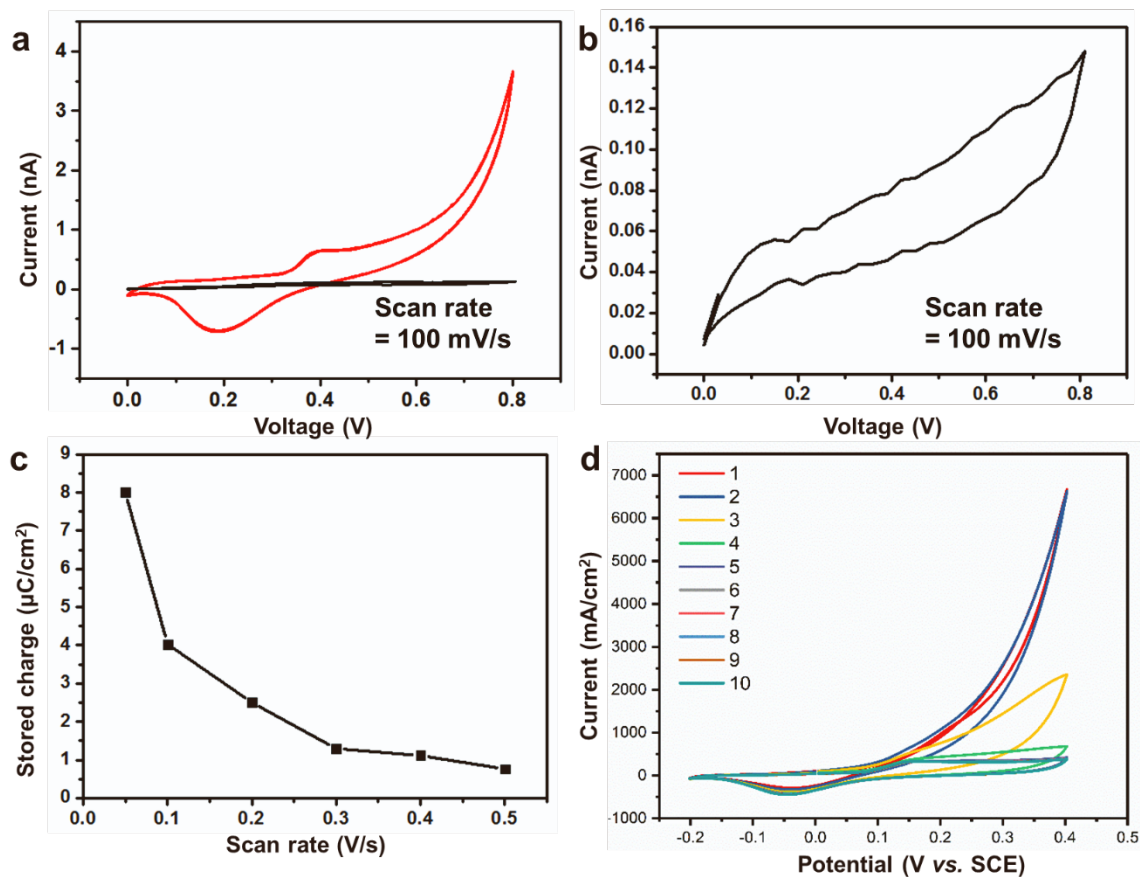 a
4
3
2
1
0
-1
Current (nA)
Scan rate
= 100 mV/s
0.0 0.2 0.4 0.6 0.8
Voltage (V)
b
0.16
0.14
0.12
0.10
0.08
0.06
0.04
0.02
0.00
Current (nA)
Scan rate
= 100 mV/s
0.0 0.2 0.4 0.6 0.8
Voltage (V)
c
9
8
7
6
5
4
3
2
1
0
Stored charge (µC/cm²)
0.0 0.1 0.2 0.3 0.4 0.5
Scan rate (V/s)
d
7000
6000
5000
4000
3000
2000
1000
0
-1000
Current (mA/cm²)
1
2
3
4
5
6
7
8
9
10
-0.2 -0.1 0.0 0.1 0.2 0.3 0.4 0.5
Potential (V vs. SCE)